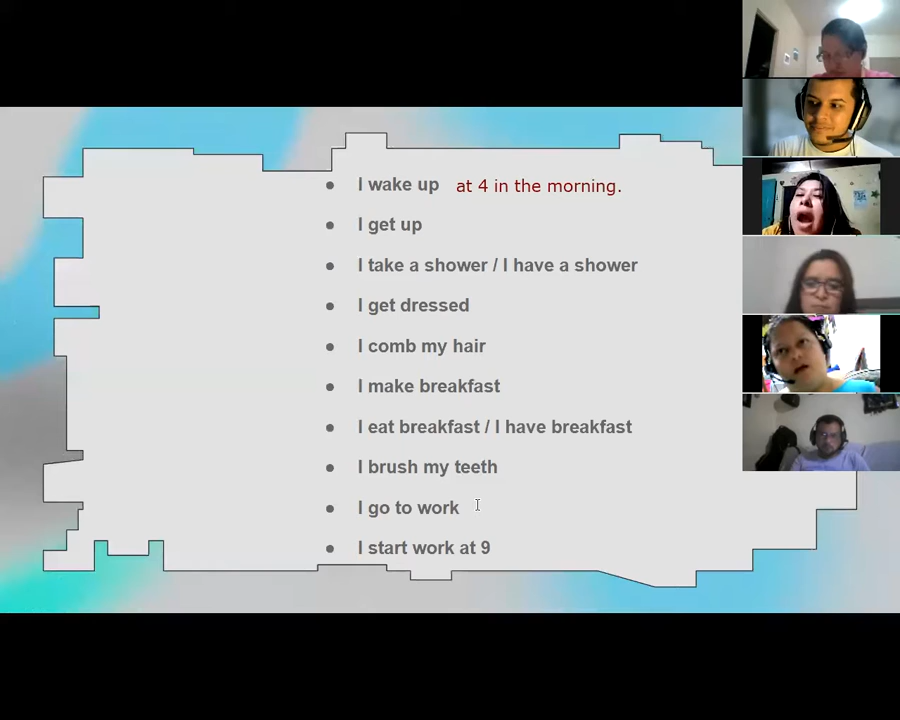 I wake up at 4 in the morning.
I get up
I take a shower / I have a shower
I get dressed
I comb my hair
I make breakfast
I eat breakfast / I have breakfast
I brush my teeth
I go to work
I start work at 9